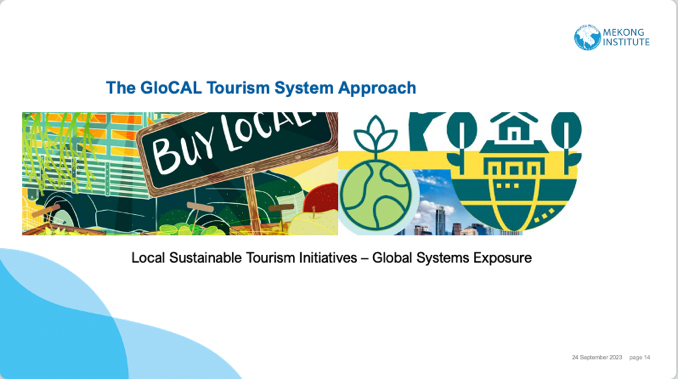 MEKONG
INSTITUTE
The GloCAL Tourism System Approach
BUY LOCAL!
Local Sustainable Tourism Initiatives – Global Systems Exposure
24 September 2023 page 14